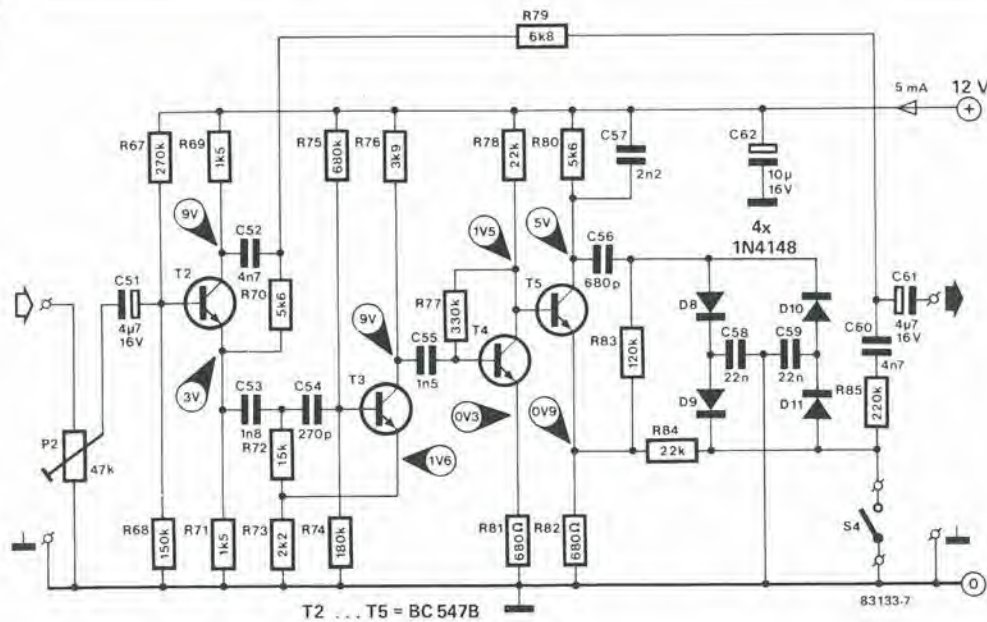 R79
6k8
5 mA
12 V
+
R67
270k
R69
1k5
R75
680k
R76
3k9
R78
22k
R80
5k6
C57
2n2
C62
10µ
16V
4x
1N4148
9V
C52
4n7
T2
R70
5k6
C51
4µ7
16V
3V
P2
47k
C53
1n8
C54
270p
R72
15k
T3
9V
C55
1n5
R77
330k
T4
1V5
5V
T5
C56
680p
R83
120k
D8
D10
C58
22n
C59
22n
D9
D11
C61
4µ7
16V
C60
4n7
R85
220k
R84
22k
1V6
0V3
0V9
R68
150k
R71
1k5
R73
2k2
R74
180k
R81
680Ω
R82
680Ω
S4
0
83133-7
T2 ... T5 = BC 547B